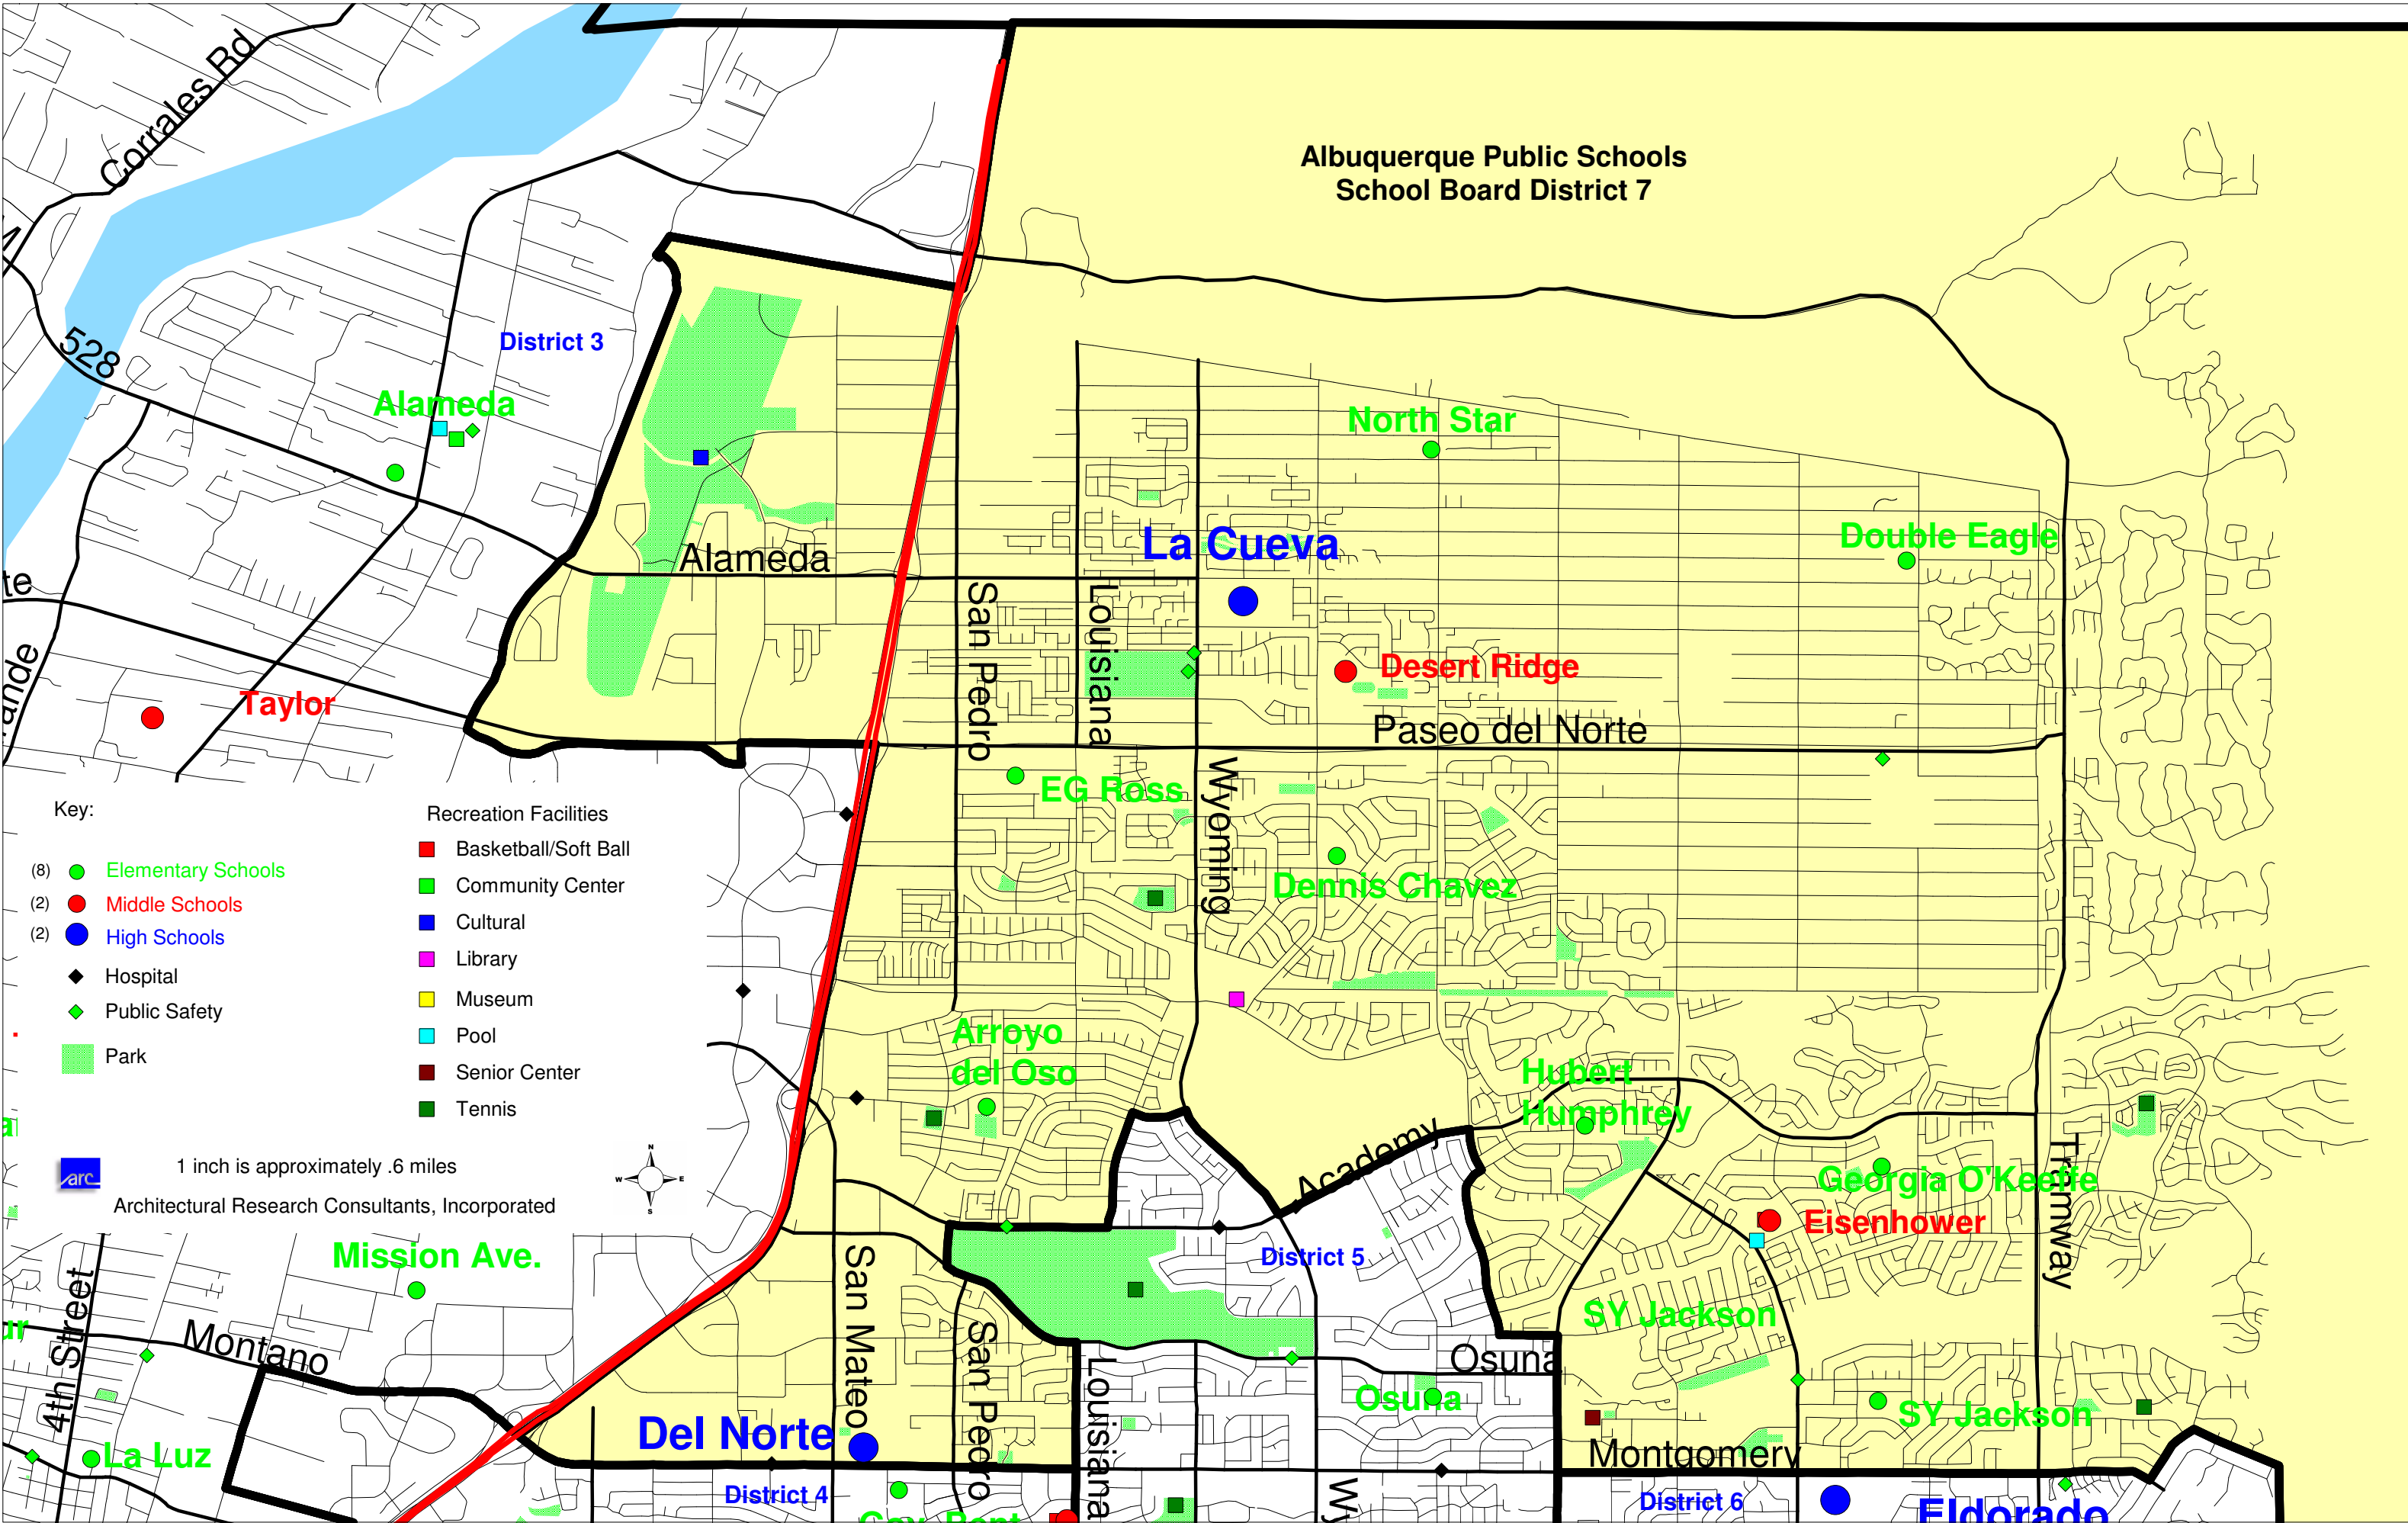 Corrales Rd
Albuquerque Public Schools
School Board District 7
528
District 3
Alameda
North Star
La Cueva
Double Eagle
Alameda
San Pedro
Louisiana
Taylor
Desert Ridge
Paseo del Norte
EG Ross
Wyoming
Dennis Chavez
Key:
(8) Elementary Schools
(2) Middle Schools
(2) High Schools
Hospital
Public Safety
Park
Recreation Facilities
Basketball/Soft Ball
Community Center
Cultural
Library
Museum
Pool
Senior Center
Tennis
arc
1 inch is approximately .6 miles
Architectural Research Consultants, Incorporated
N
W
E
S
Arroyo
del Oso
Hubert
Humphrey
Academy
Georgia O'Keeffe
Eisenhower
Tramway
District 5
Mission Ave.
4th Street
Montano
San Mateo
San Pedro
SY Jackson
Osuna
Osuna
SY Jackson
Louisiana
Del Norte
La Luz
Montgomery
District 4
District 6
Eldorado